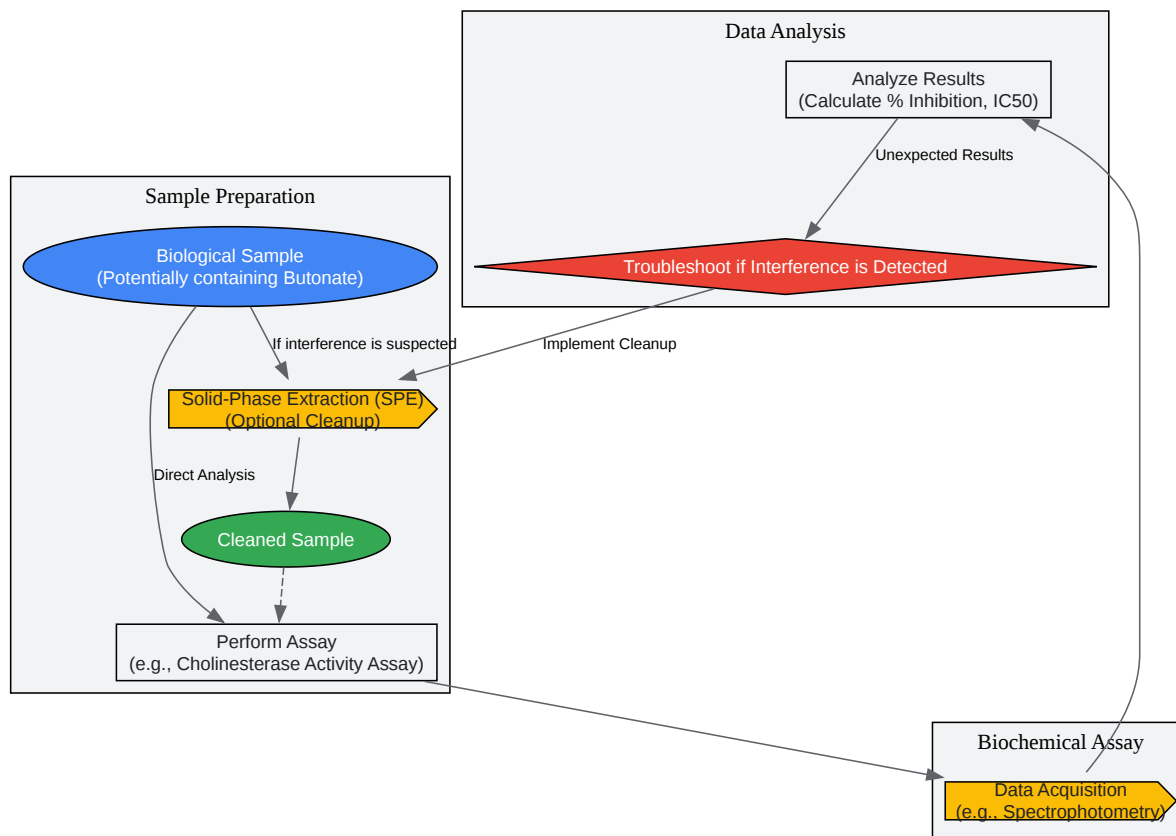 Data Analysis
Analyze Results
(Calculate % Inhibition, IC50)
Unexpected Results
Troubleshoot if Interference is Detected
Implement Cleanup
Sample Preparation
Biological Sample
(Potentially containing Butonate)
If interference is suspected
Solid-Phase Extraction (SPE)
(Optional Cleanup)
Direct Analysis
Cleaned Sample
Perform Assay
(e.g., Cholinesterase Activity Assay)
Biochemical Assay
Data Acquisition
(e.g., Spectrophotometry)